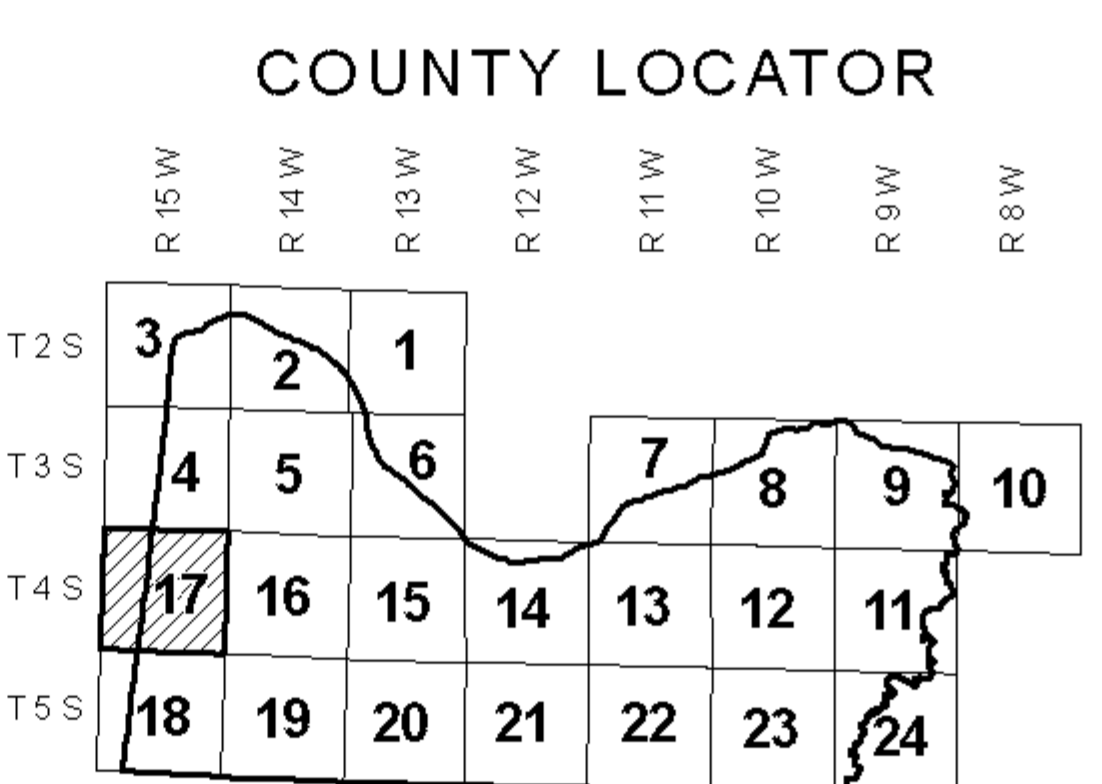 COUNTY LOCATOR
R 15 W R 14 W R 13 W R 12 W R 11 W R 10 W R 9 W R 8 W
T 2 S 3 2 1
T 3 S 4 5 6 7 8 9 10
T 4 S 17 16 15 14 13 12 11
T 5 S 18 19 20 21 22 23 24